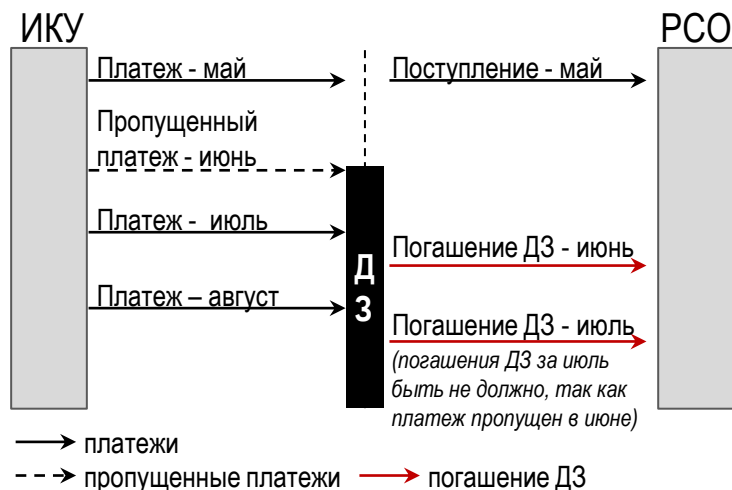 ИКУ
РСО
Платеж - май
Поступление - май
Пропущенный
платеж - июнь
Платеж - июль
Погашение ДЗ - июнь
Д
З
Платеж – август
Погашение ДЗ - июль
(погашения ДЗ за июль
быть не должно, так как
платеж пропущен в июне)
платежи
пропущенные платежи
погашение ДЗ